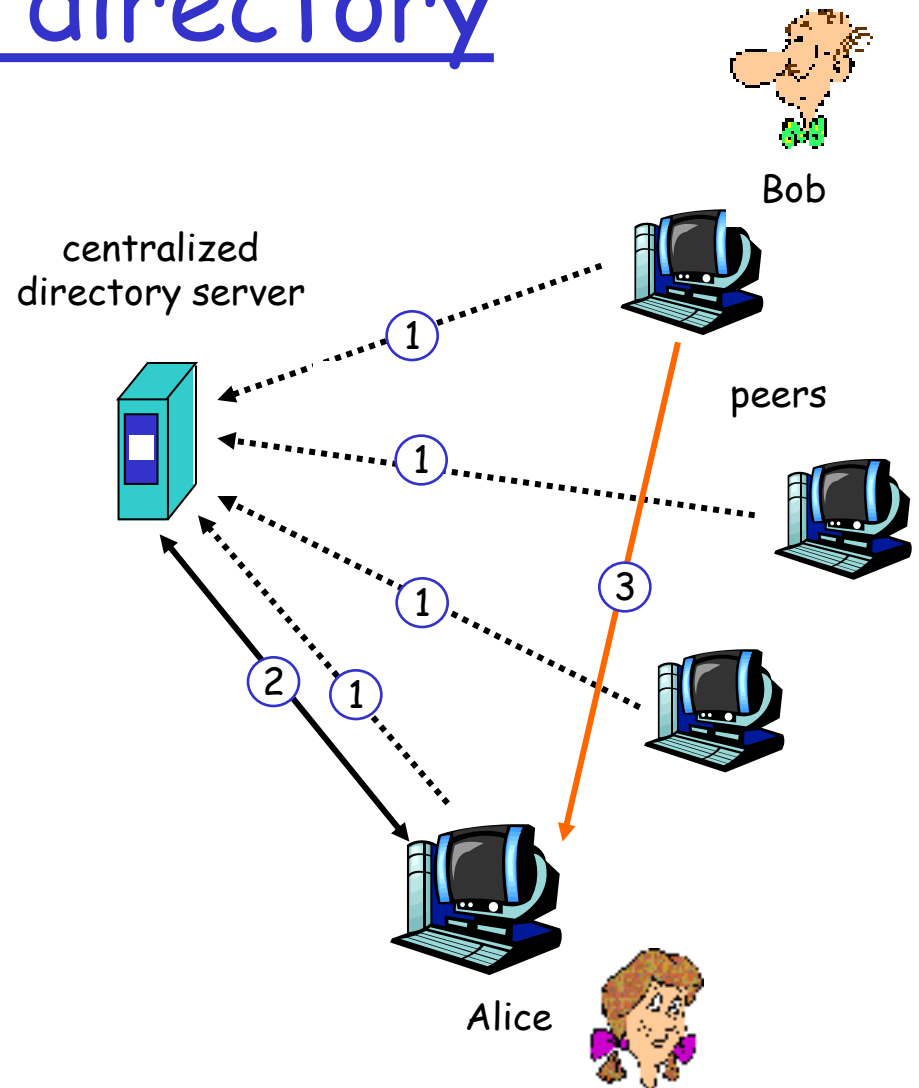 directory
Bob
centralized
directory server
1
peers
1
3
1
2
1
Alice